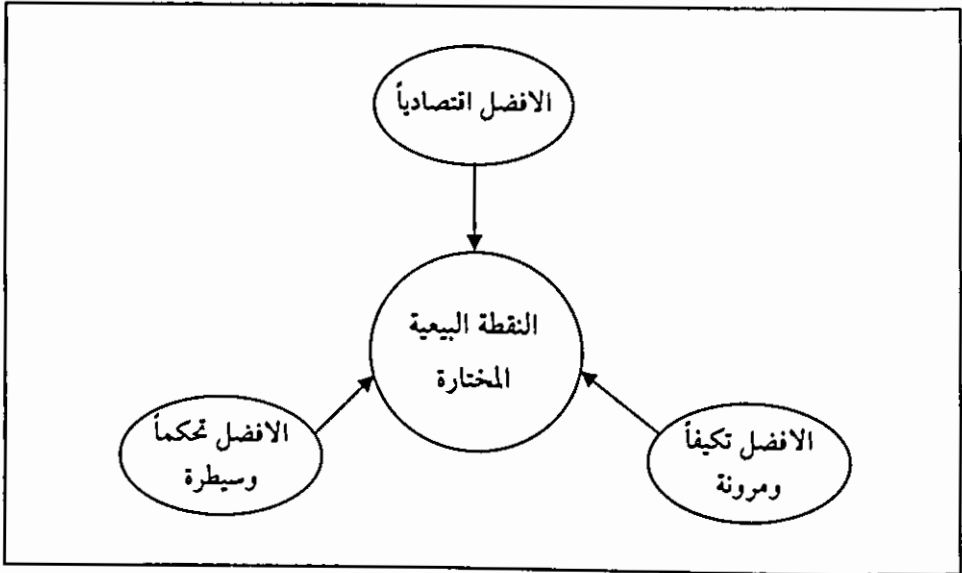 الافضل اقتصادياً
النقطة البيعية
المختارة
الافضل تكيفاً
ومرونة
الافضل تحكماً
وسيطرة